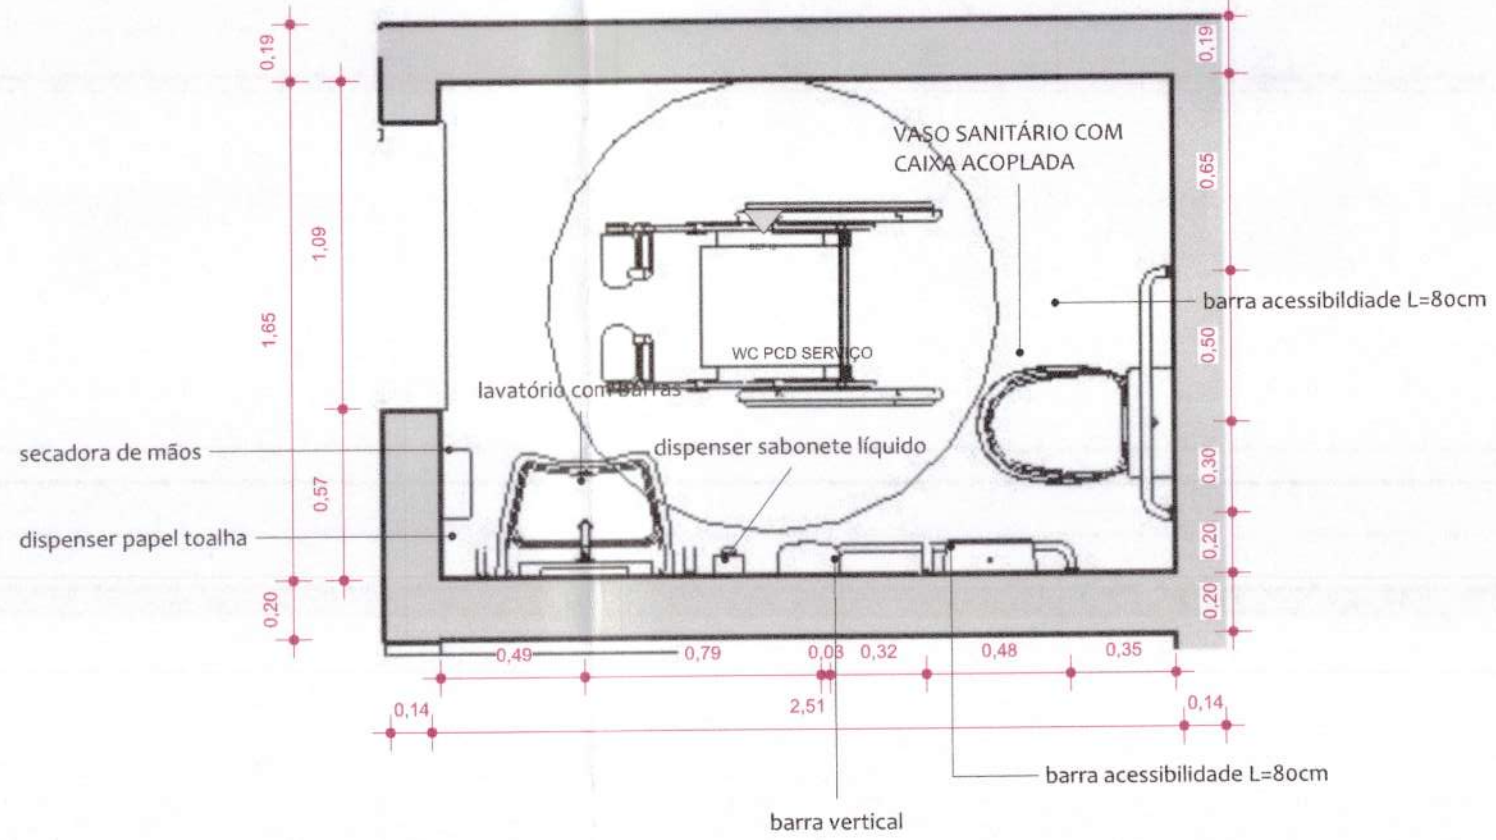 0,19
0,19
VASO SANITÁRIO COM
CAIXA ACOPLADA
0,65
1,09
1,65
barra acessibildiade L=80cm
0,50
WC PCD SERVIÇO
lavatório com barras
dispenser sabonete líquido
secadora de mãos
0,30
0,57
dispenser papel toalha
0,20
0,20
0,20
0,49
0,79
0,03
0,32
0,48
0,35
0,14
2,51
0,14
barra acessibilidade L=80cm
barra vertical